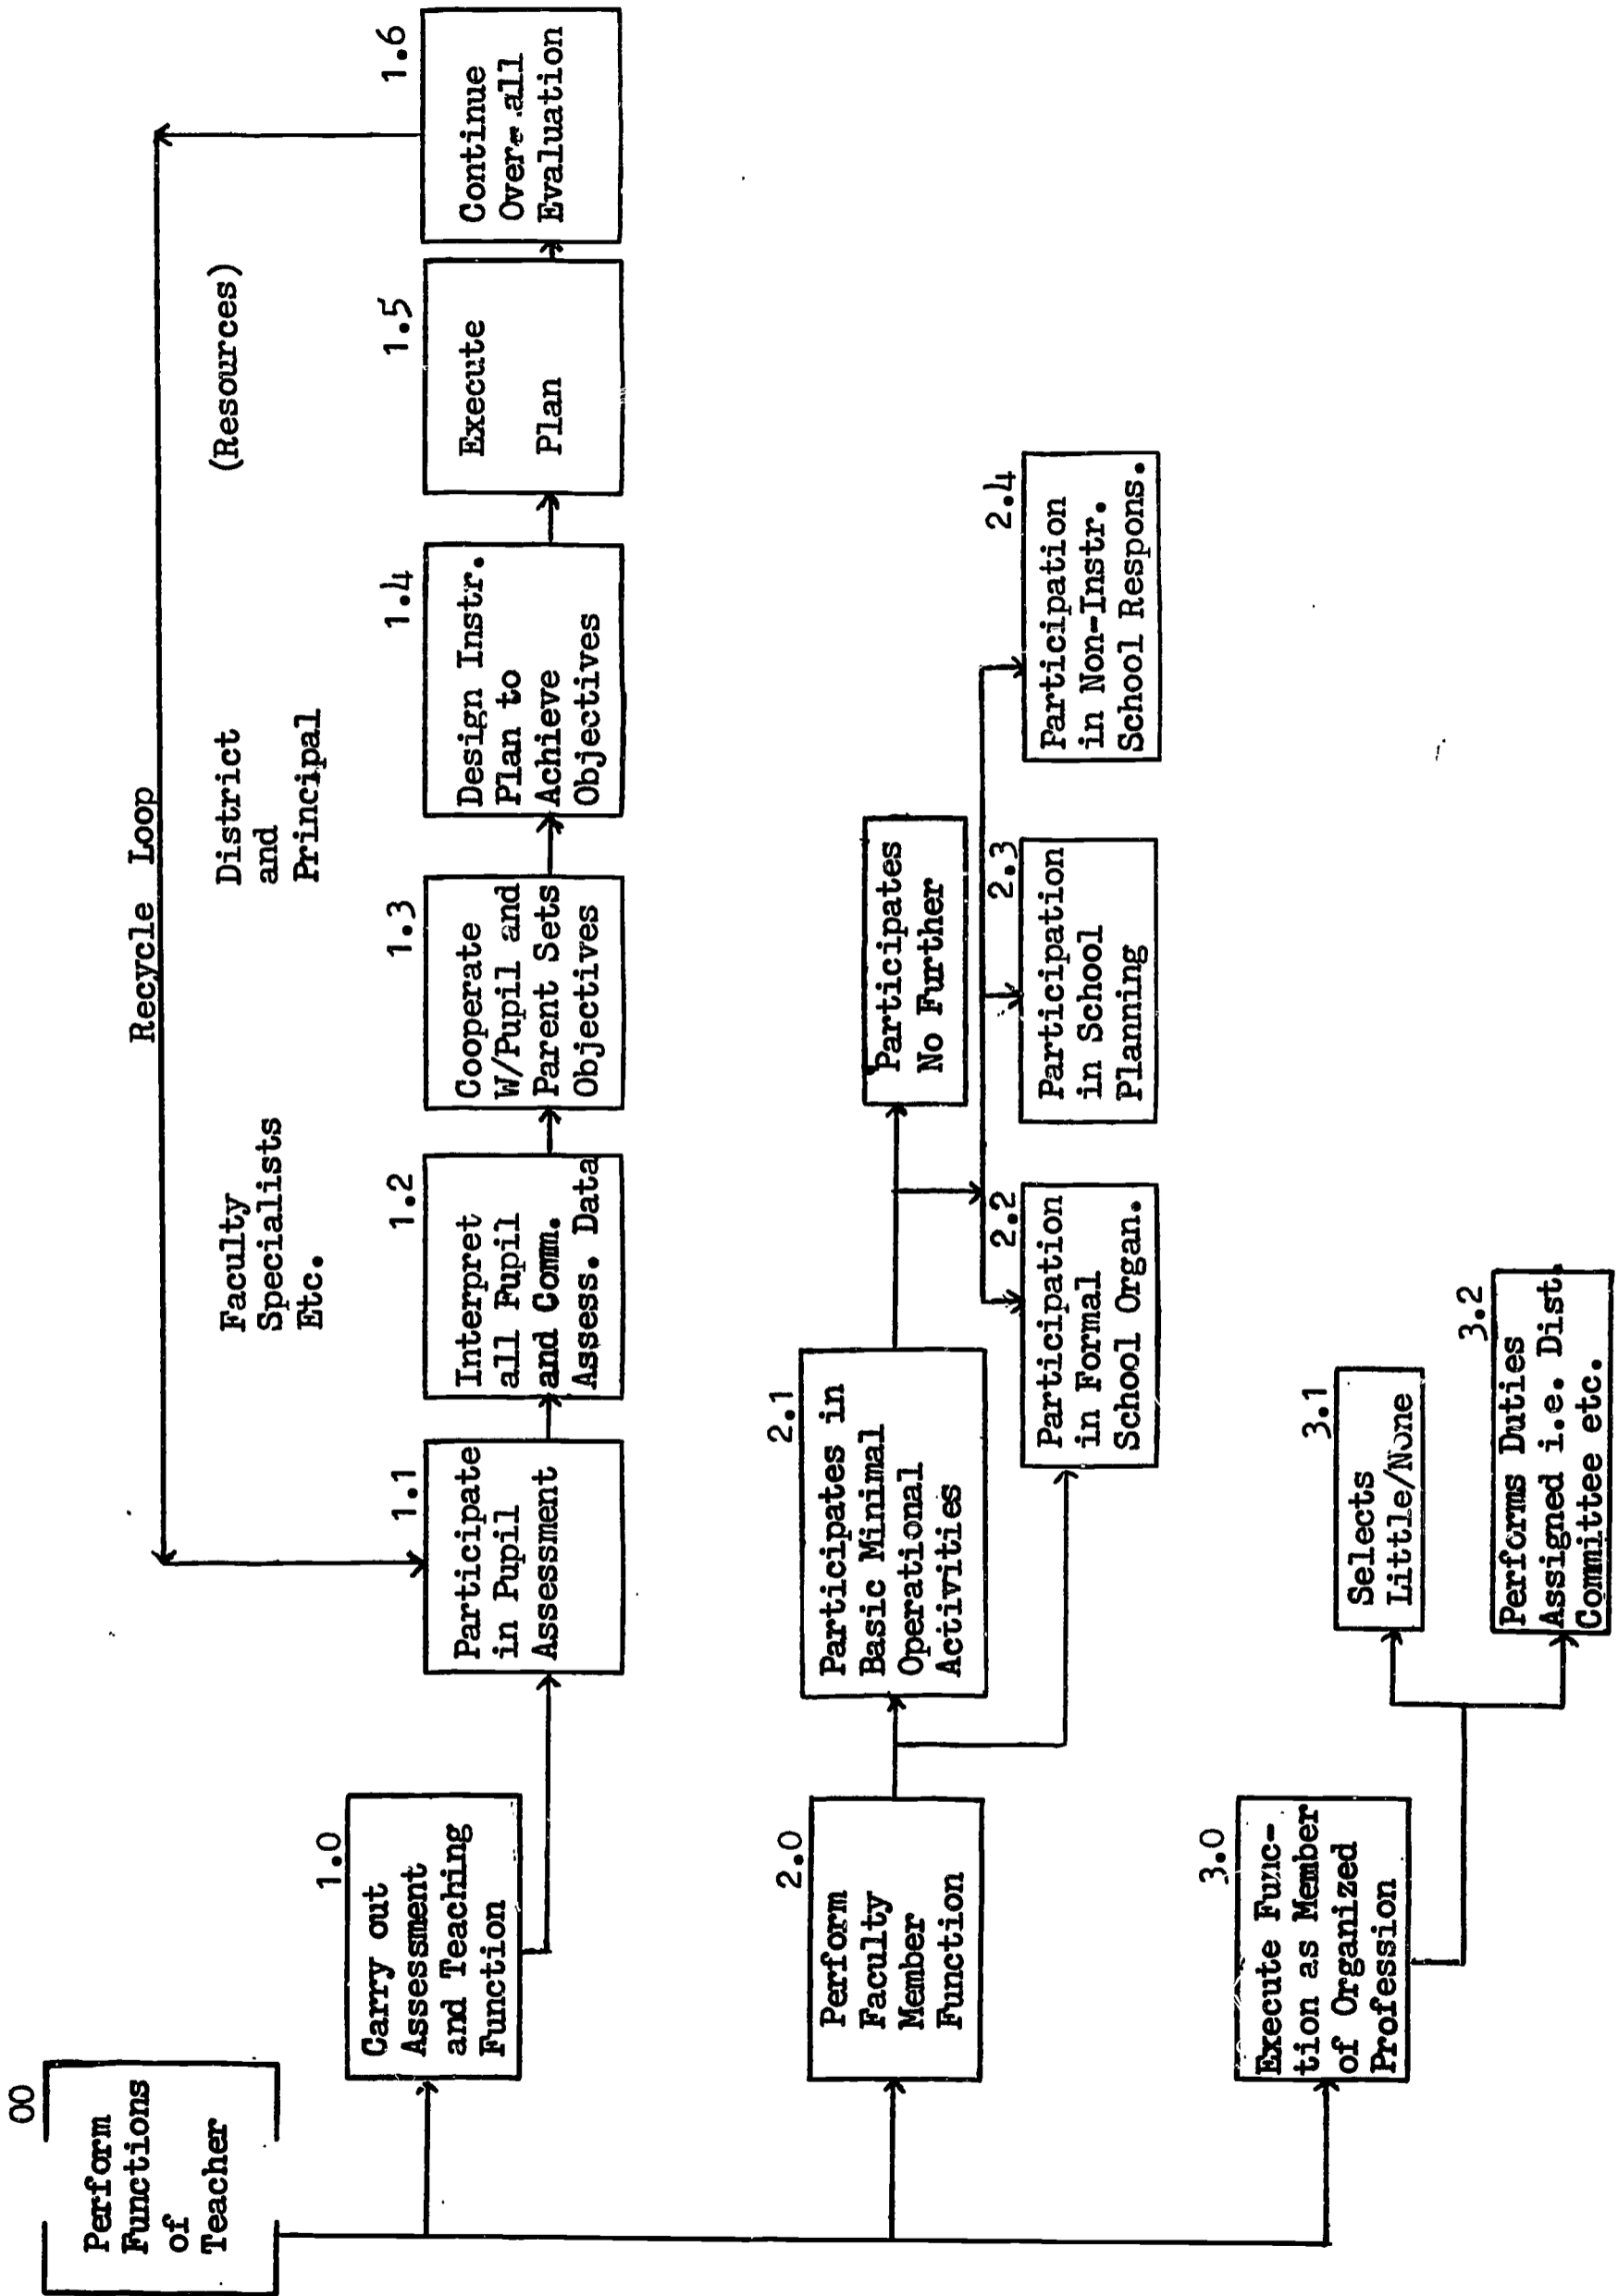 00
Perform
Functions
of
Teacher
1.0
Carry out
Assessment
and Teaching
Function
Recycle Loop
Faculty
Specialists
Etc.
District
and
Principal
(Resources)
1.1
Participate
in Pupil
Assessment
1.2
Interpret
all Pupil
and Comm.
Assess. Data
1.3
Cooperate
W/Pupil and
Parent Sets
Objectives
1.4
Design Instr.
Plan to
Achieve
Objectives
1.5
Execute
Plan
1.6
Continue
Over-all
Evaluation
2.0
Perform
Faculty
Member
Function
2.1
Participates in
Basic Minimal
Operational
Activities
Participates
No Further
2.2
Participation
in Formal
School Organ.
2.3
Participation
in School
Planning
2.4
Participation
in Non-Instr.
School Respons.
3.0
Execute Func-
tion as Member
of Organized
Profession
3.1
Selects
Little/None
3.2
Performs Duties
Assigned i.e. Dist.
Committee etc.